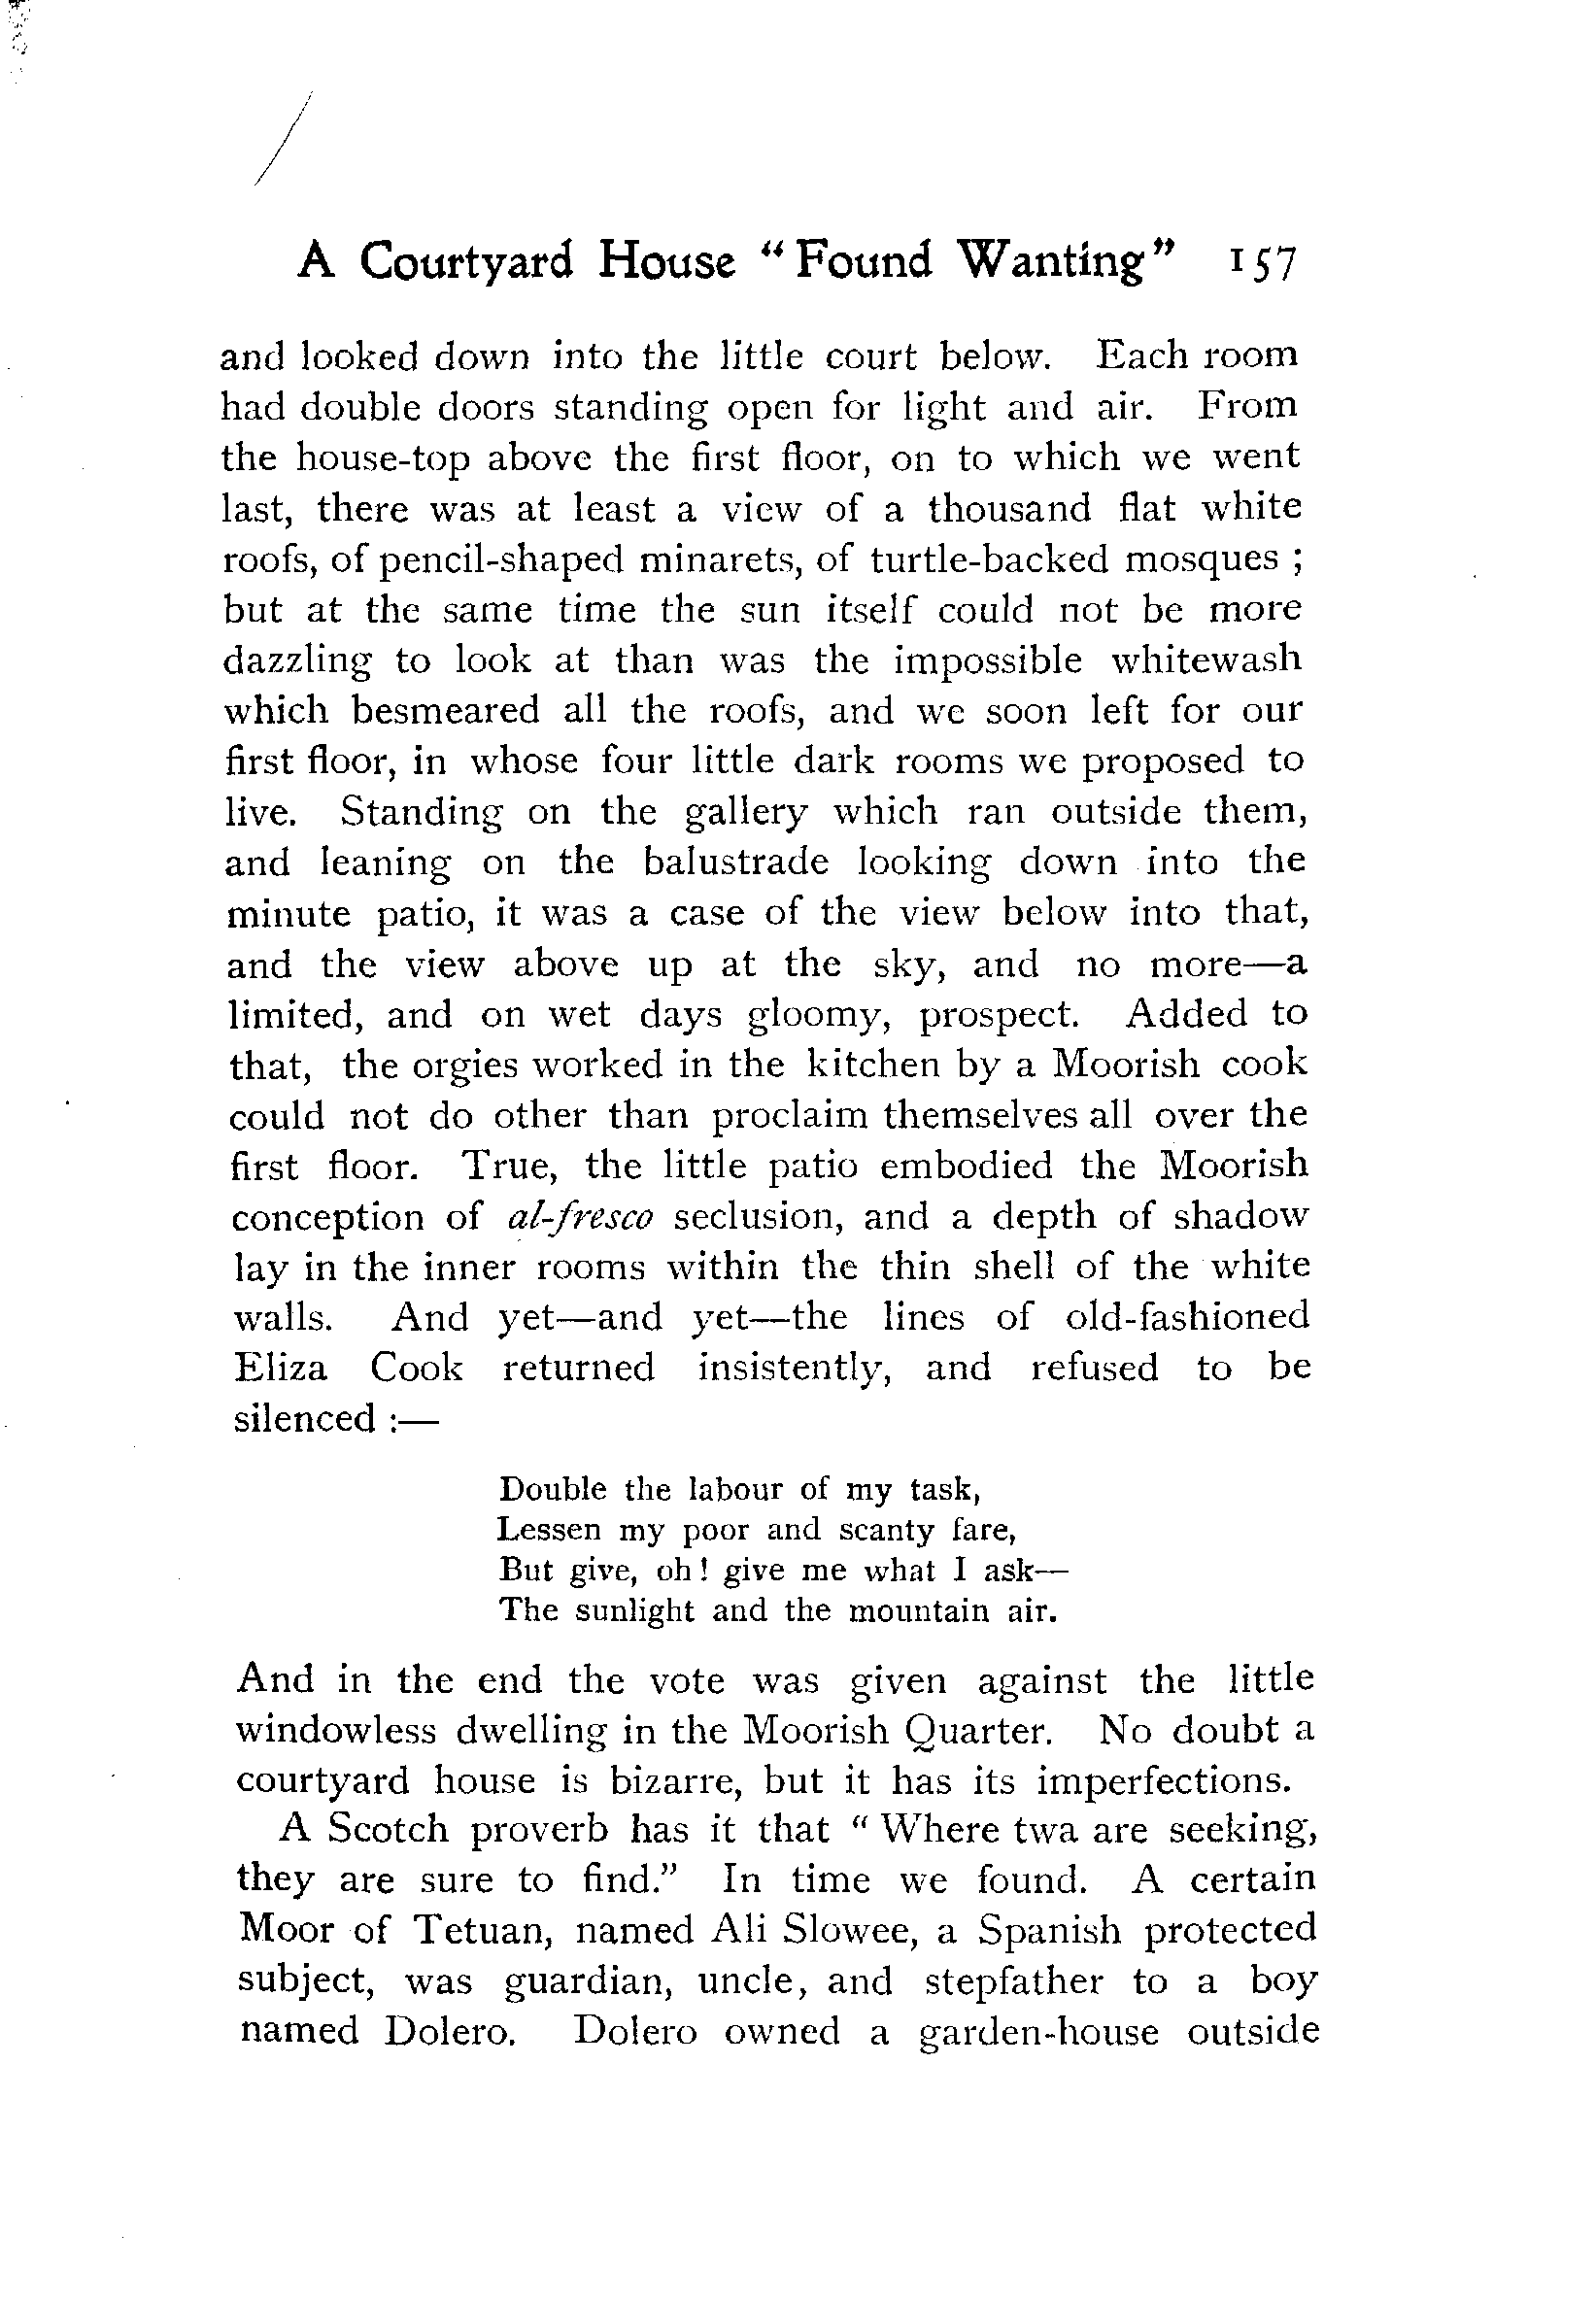 A Courtyard House “Found Wanting” 157
and looked down into the little court below. Each room
had double doors standing open for light and air. From
the house-top above the first floor, on to which we went
last, there was at least a view of a thousand flat white
roofs, of pencil-shaped minarets, of turtle-backed mosques ;
but at the same time the sun itself could not be more
dazzling to look at than was the impossible whitewash
which besmeared all the roofs, and we soon left for our
first floor, in whose four little dark rooms we proposed to
live. Standing on the gallery which ran outside them,
and leaning on the balustrade looking down into the
minute patio, it was a case of the view below into that,
and the view above up at the sky, and no more—a
limited, and on wet days gloomy, prospect. Added to
that, the orgies worked in the kitchen by a Moorish cook
could not do other than proclaim themselves all over the
first floor. True, the little patio embodied the Moorish
conception of al-fresco seclusion, and a depth of shadow
lay in the inner rooms within the thin shell of the white
walls. And yet—and yet—the lines of old-fashioned
Eliza Cook returned insistently, and refused to be
silenced :—
Double the labour of my task,
Lessen my poor and scanty fare,
But give, oh! give me what I ask—
The sunlight and the mountain air.
And in the end the vote was given against the little
windowless dwelling in the Moorish Quarter. No doubt a
courtyard house is bizarre, but it has its imperfections.
A Scotch proverb has it that “Where twa are seeking,
they are sure to find.” In time we found. A certain
Moor of Tetuan, named Ali Slowee, a Spanish protected
subject, was guardian, uncle, and stepfather to a boy
named Dolero. Dolero owned a garden-house outside